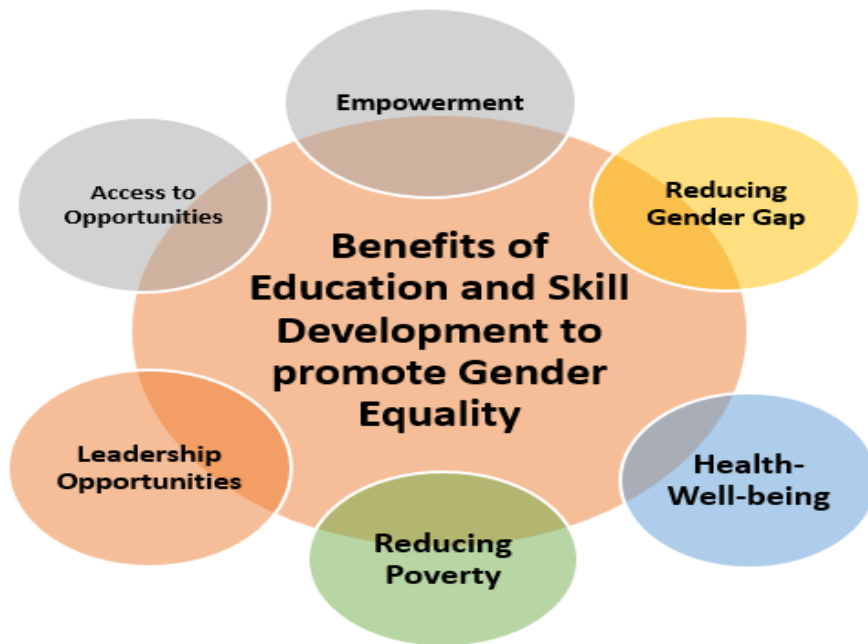 Empowerment
Access to
Opportunities
Reducing
Gender Gap
Benefits of
Education and Skill
Development to
promote Gender
Equality
Leadership
Opportunities
Health-
Well-being
Reducing
Poverty